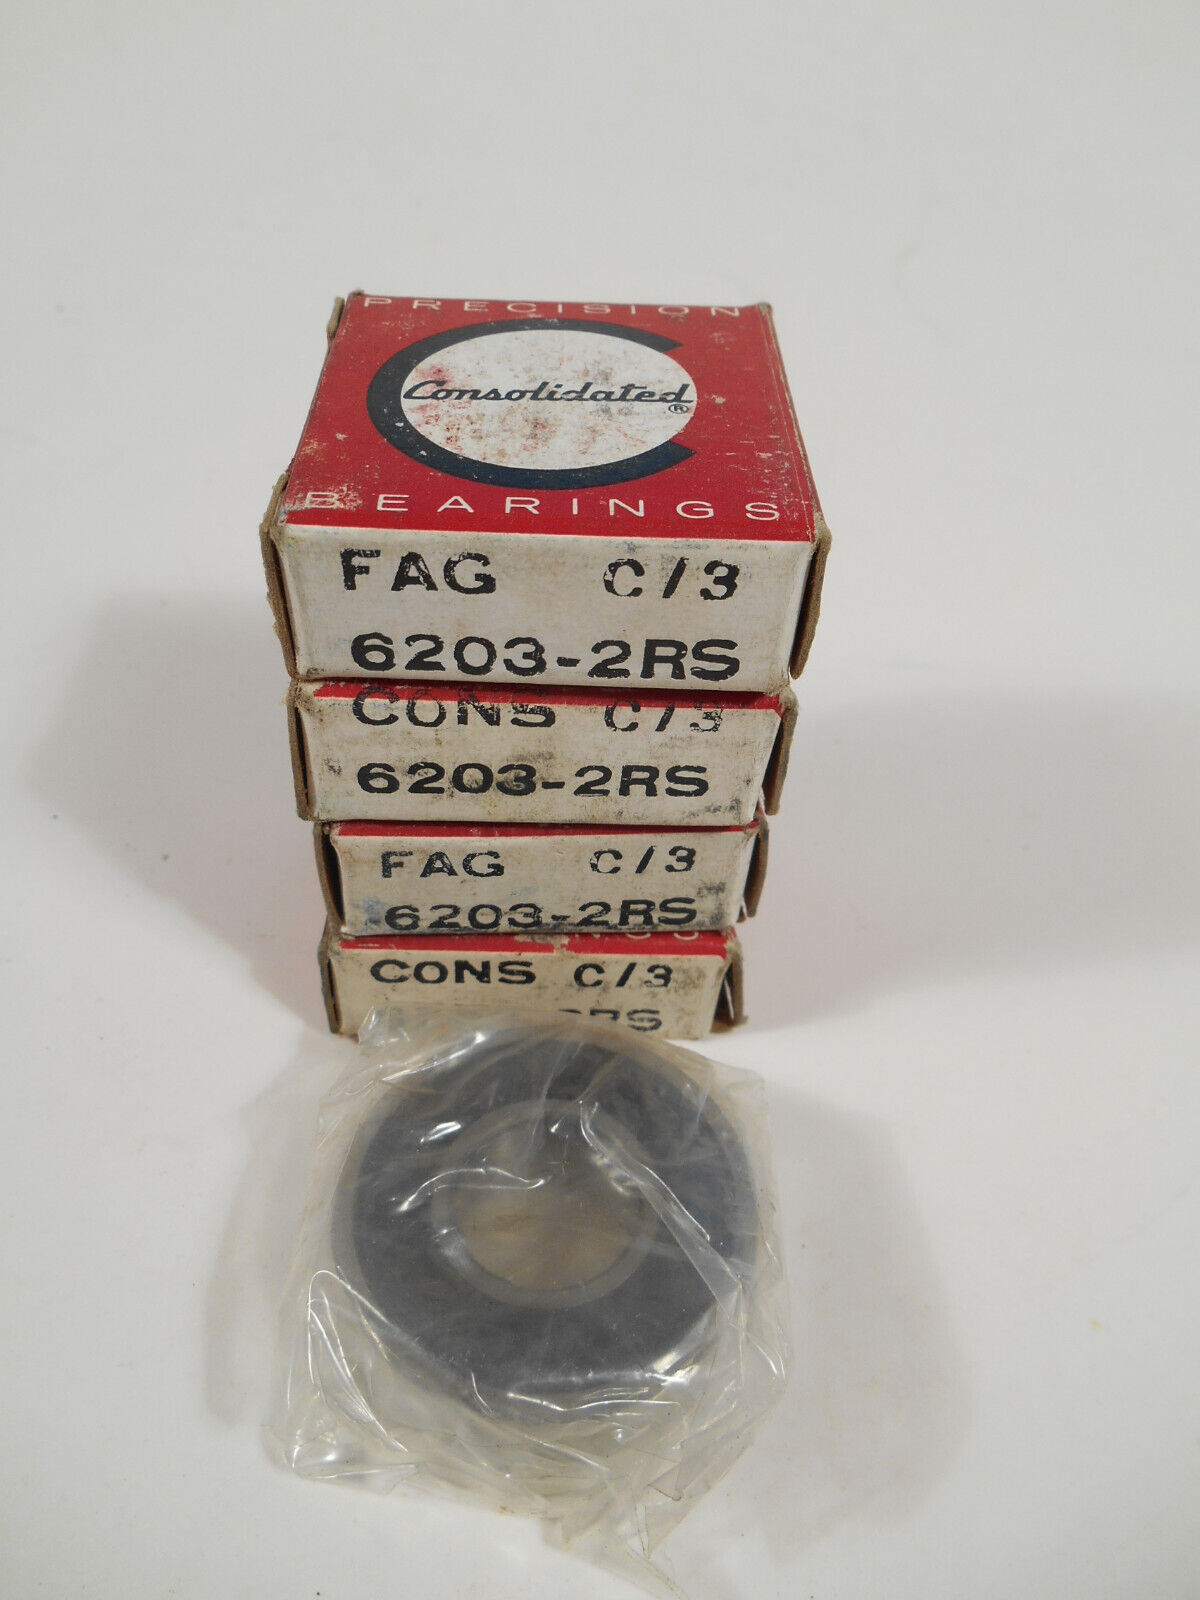 PRECISION
Consolidated®
BEARINGS
FAG C/3
6203-2RS
CONS C/3
6203-2RS
FAG C/3
6203-2RS
CONS C/3